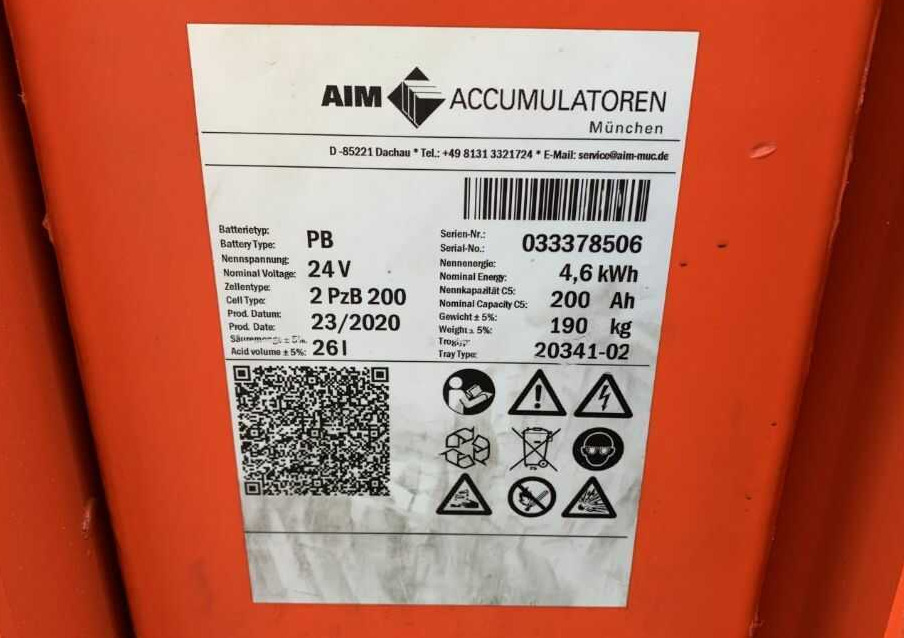 AIM ACCUMULATOREN
München
D -85221 Dachau * Tel.: +49 8131 3321724 * E-Mail: service@aim-muc.de
Batterietyp:
Battery Type: PB
Nennspannung:
Nominal Voltage: 24 V
Zellentype:
Cell Type: 2 PzB 200
Prod. Datum:
Prod. Date: 23/2020
Acid volume ± 5%: 26 l
Serien-Nr.:
Serial-No.: 033378506
Nennenergie:
Nominal Energy: 4,6 kWh
Nennkapazität C5:
Nominal Capacity C5: 200 Ah
Gewicht ± 5%:
Weight ± 5%: 190 kg
Tray Type: 20341-02